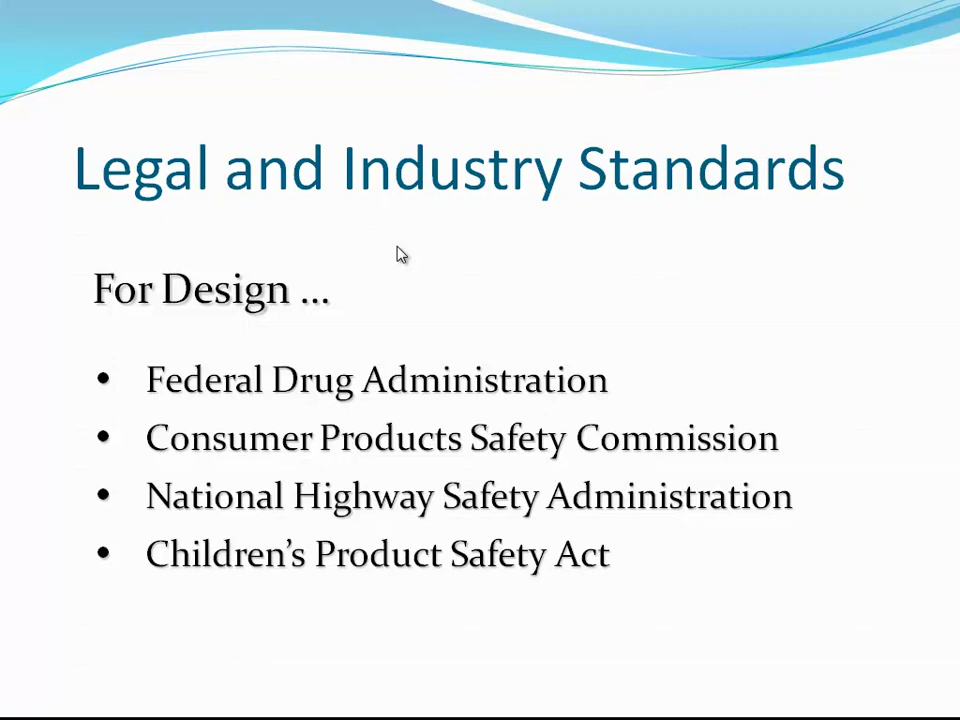 Legal and Industry Standards
For Design ...
• Federal Drug Administration
• Consumer Products Safety Commission
• National Highway Safety Administration
• Children’s Product Safety Act